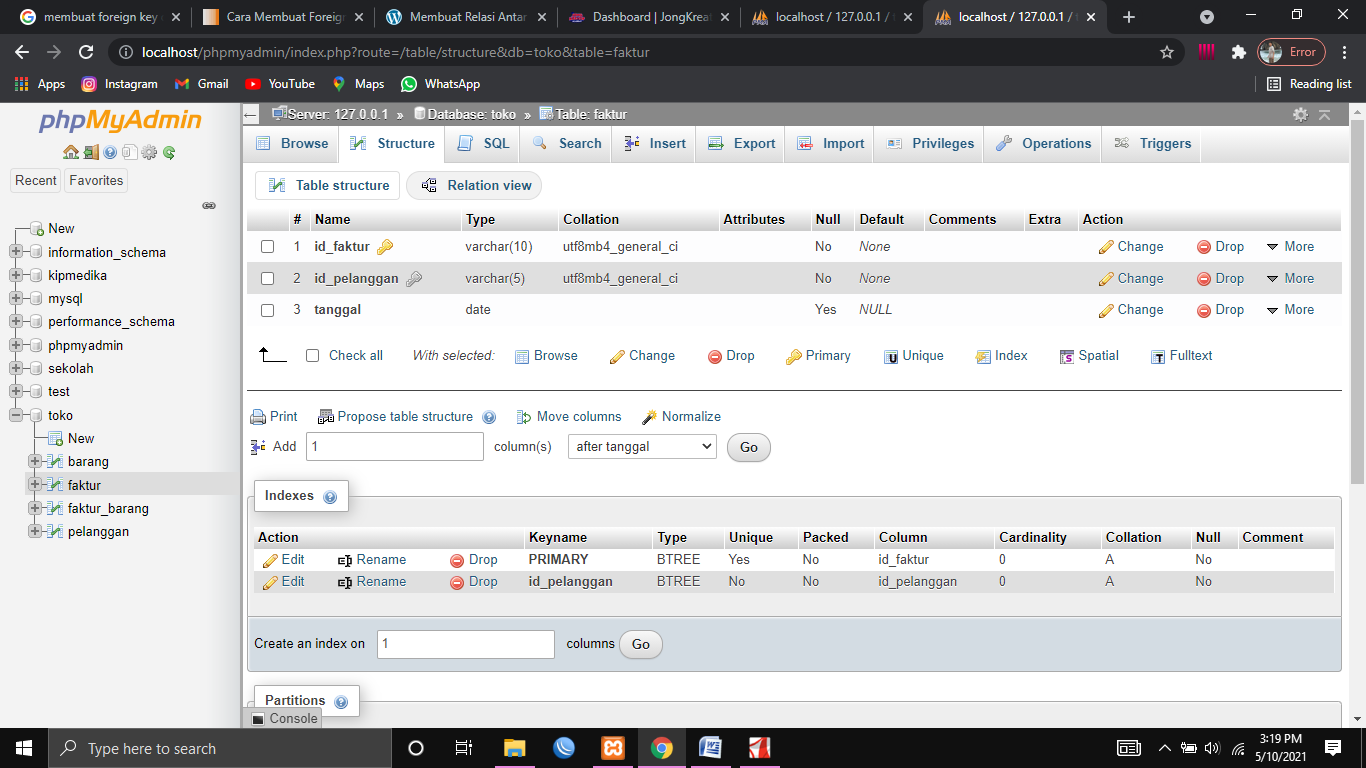 membuat foreign key
Cara Membuat Foreign
Membuat Relasi Antar
Dashboard | JongKreat
localhost / 127.0.0.1 /
localhost / 127.0.0.1 /
localhost/phpmyadmin/index.php?route=/table/structure&db=toko&table=faktur
Error
Apps Instagram Gmail YouTube Maps WhatsApp Reading list
phpMyAdmin
Recent Favorites
New
information_schema
kipmedika
mysql
performance_schema
phpmyadmin
sekolah
test
toko
New
barang
faktur
faktur_barang
pelanggan
Server: 127.0.0.1 » Database: toko » Table: faktur
Browse Structure SQL Search Insert Export Import Privileges Operations Triggers
Table structure Relation view
# Name Type Collation Attributes Null Default Comments Extra Action
1 id_faktur varchar(10) utf8mb4_general_ci No None Change Drop More
2 id_pelanggan varchar(5) utf8mb4_general_ci No None Change Drop More
3 tanggal date Yes NULL Change Drop More
Check all With selected: Browse Change Drop Primary Unique Index Spatial Fulltext
Print Propose table structure Move columns Normalize
Add 1 column(s) after tanggal Go
Indexes
Action Keyname Type Unique Packed Column Cardinality Collation Null Comment
Edit Rename Drop PRIMARY BTREE Yes No id_faktur 0 A No
Edit Rename Drop id_pelanggan BTREE No No id_pelanggan 0 A No
Create an index on 1 columns Go
Partitions
Console
Type here to search
3:19 PM
5/10/2021